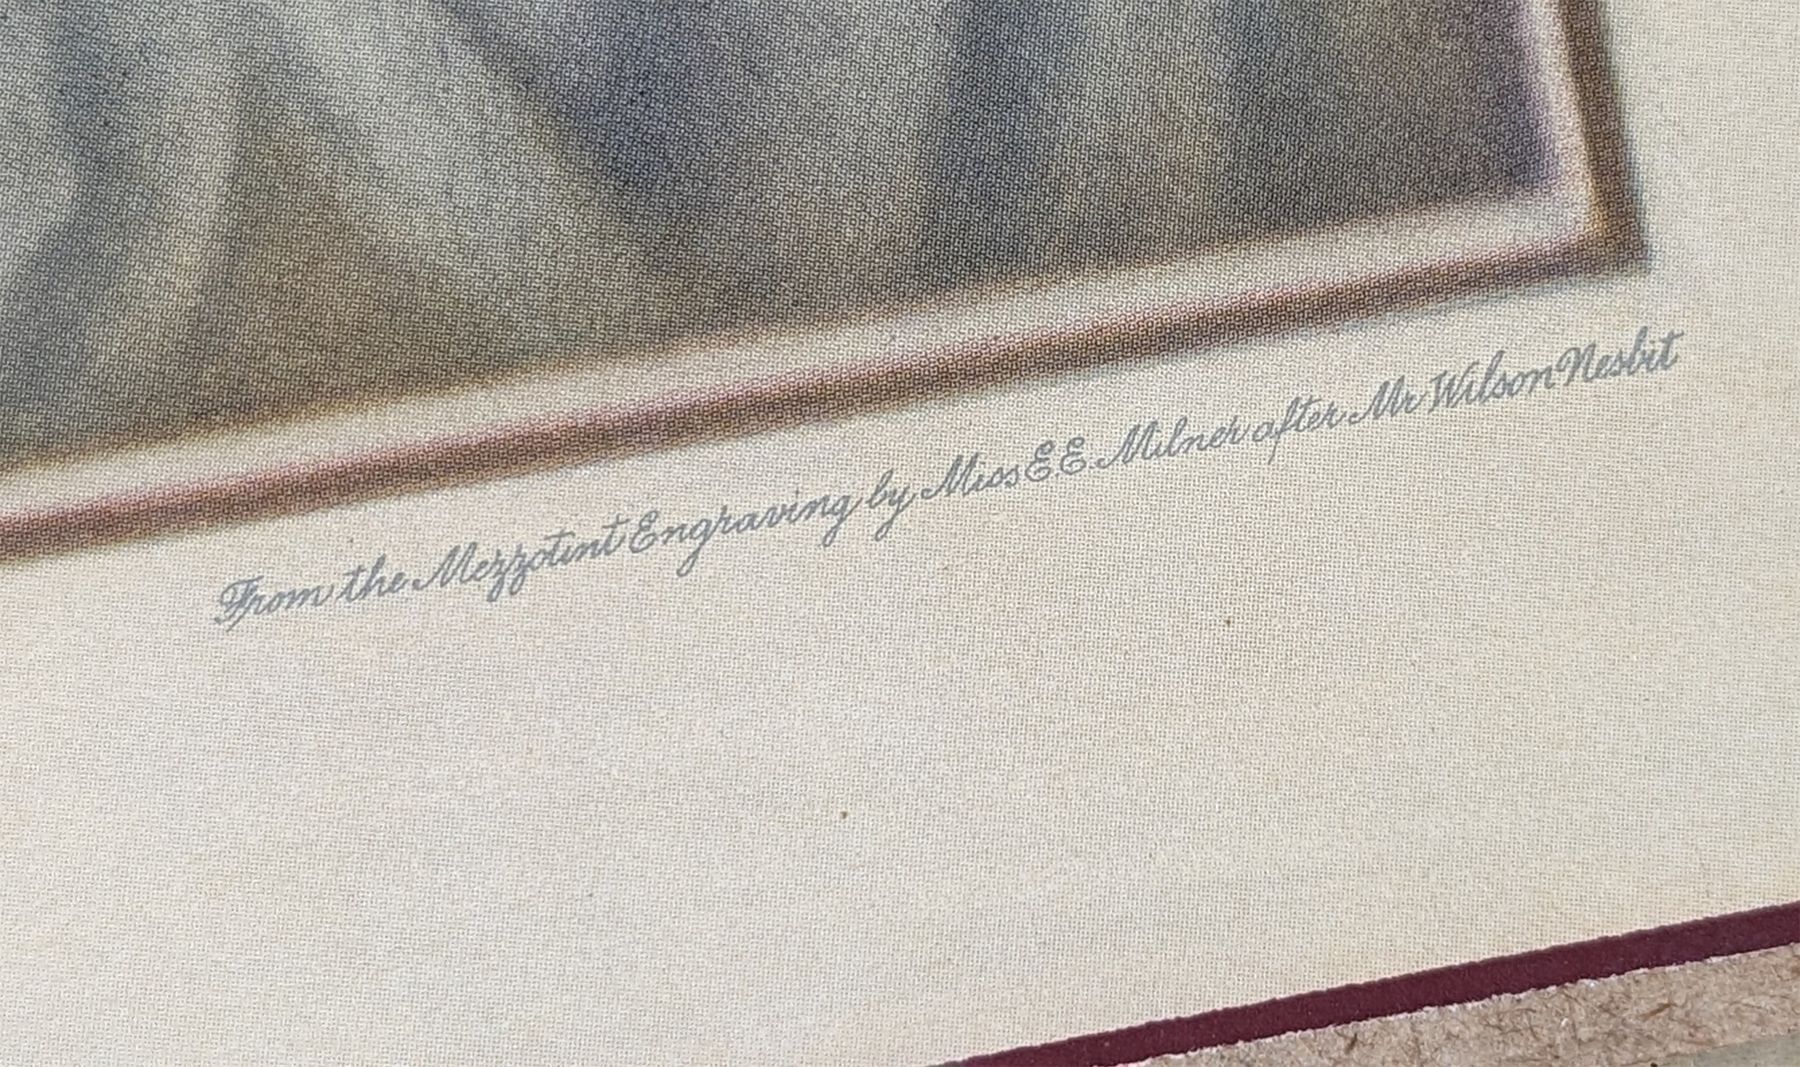 From the Mezzotint Engraving by Miss E.E. Milner after Mr Wilson Nesbit